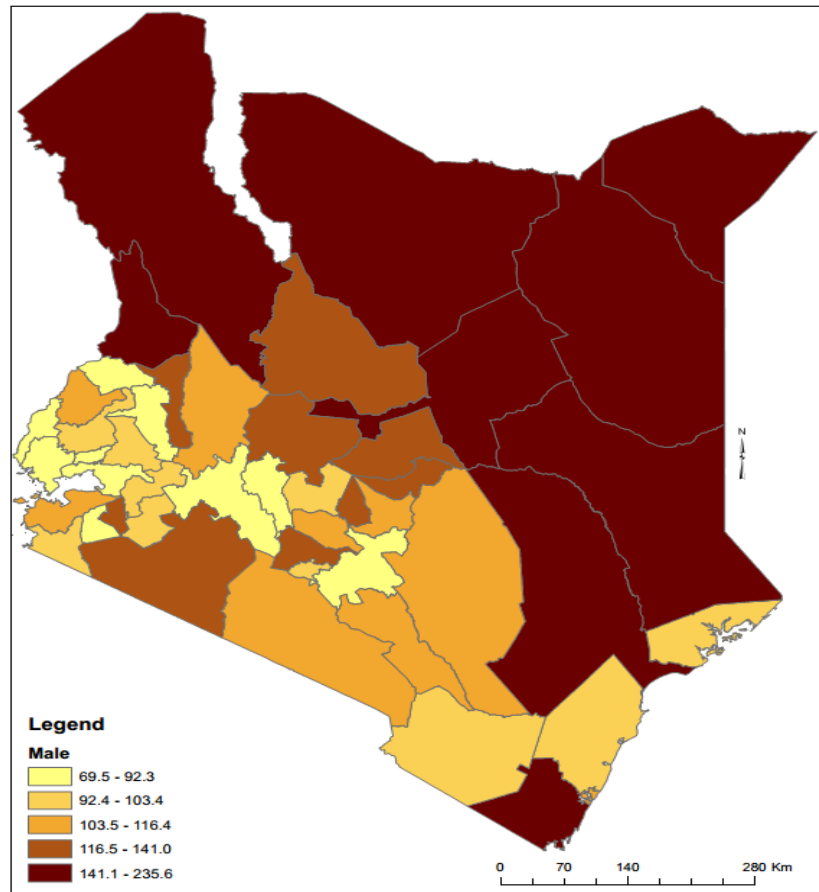 N
Legend
Male
69.5 - 92.3
92.4 - 103.4
103.5 - 116.4
116.5 - 141.0
141.1 - 235.6
0 70 140 280 Km